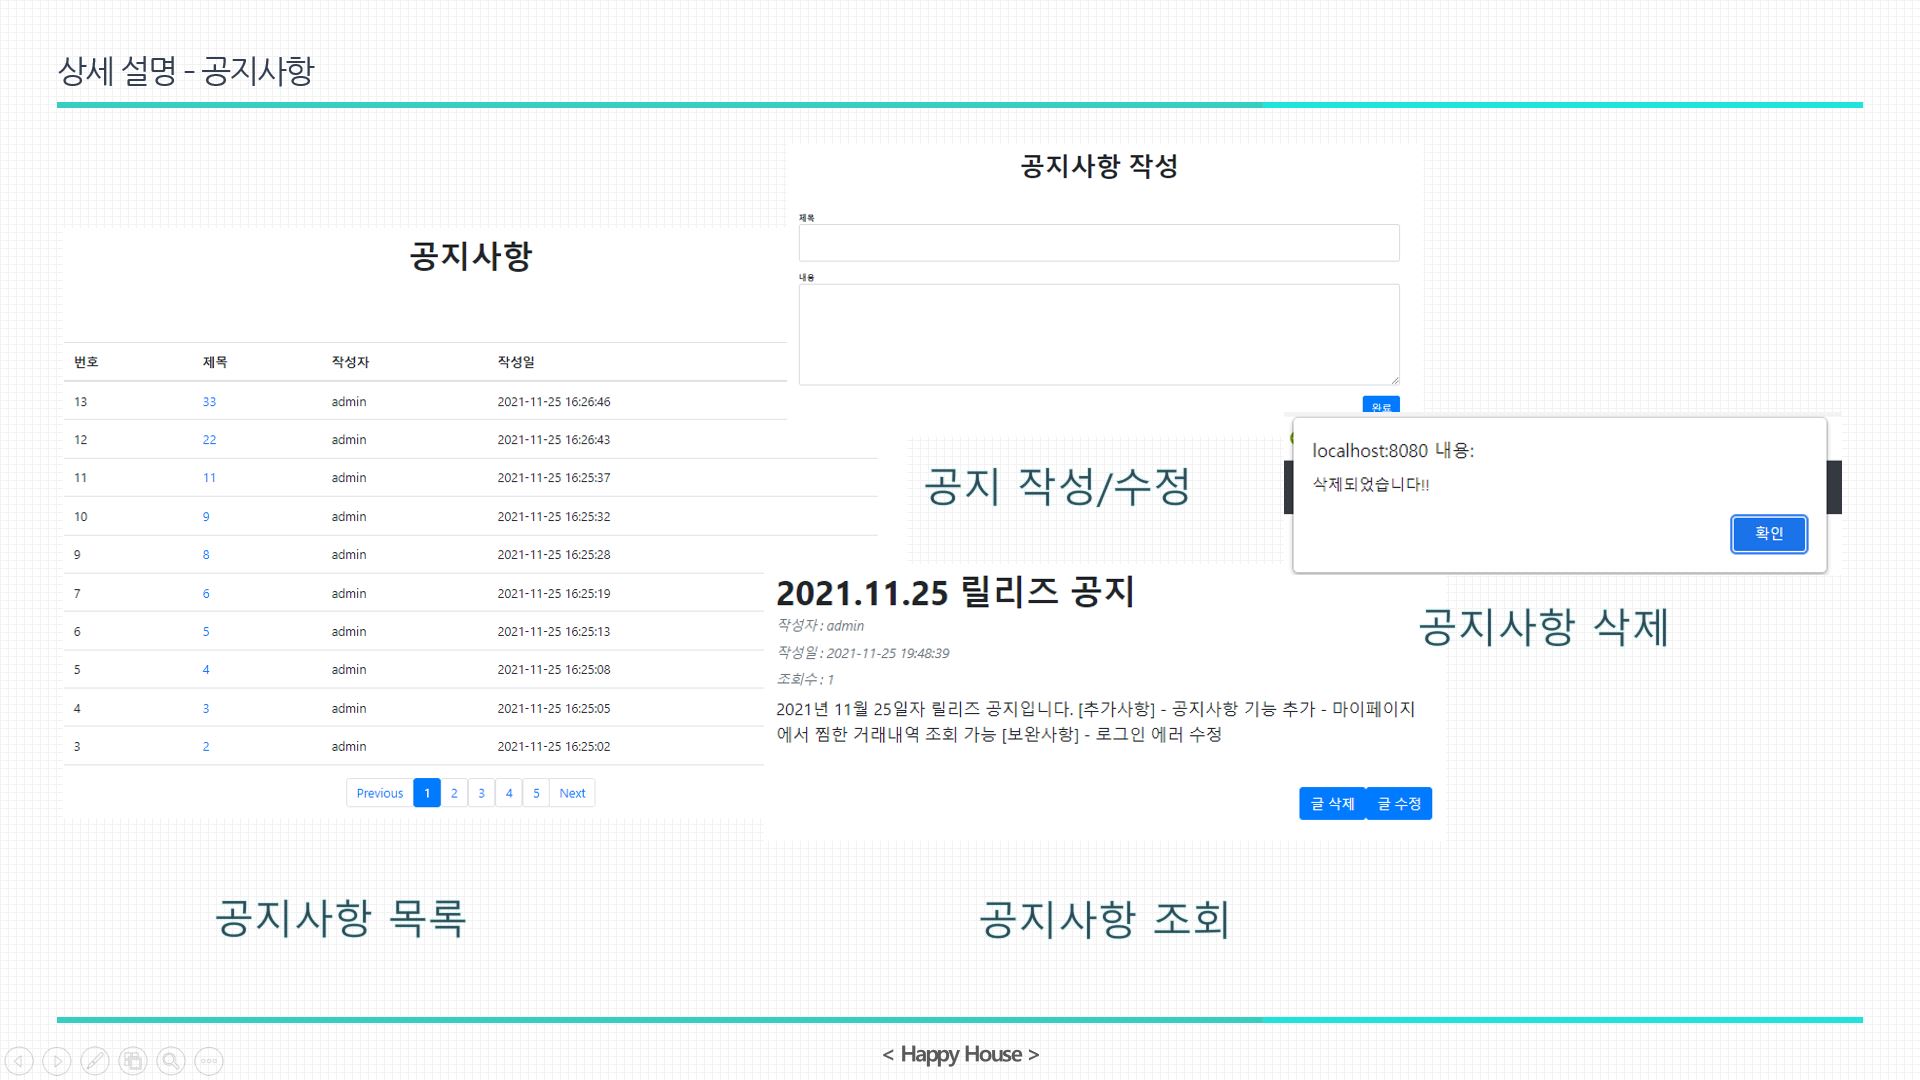 상세 설명 – 공지사항
공지사항
번호 제목 작성자 작성일
13 33 admin 2021-11-25 16:26:46
12 22 admin 2021-11-25 16:26:43
11 11 admin 2021-11-25 16:25:37
10 9 admin 2021-11-25 16:25:32
9 8 admin 2021-11-25 16:25:28
7 6 admin 2021-11-25 16:25:19
6 5 admin 2021-11-25 16:25:13
5 4 admin 2021-11-25 16:25:08
4 3 admin 2021-11-25 16:25:05
3 2 admin 2021-11-25 16:25:02
Previous 1 2 3 4 5 Next
공지사항 목록
공지사항 작성
제목
내용
완료
공지 작성/수정
localhost:8080 내용:
삭제되었습니다!!
확인
공지사항 삭제
2021.11.25 릴리즈 공지
작성자 : admin
작성일 : 2021-11-25 19:48:39
조회수 : 1
2021년 11월 25일자 릴리즈 공지입니다. [추가사항] - 공지사항 기능 추가 - 마이페이지
에서 찜한 거래내역 조회 가능 [보완사항] - 로그인 에러 수정
글 삭제 글 수정
공지사항 조회
< Happy House >